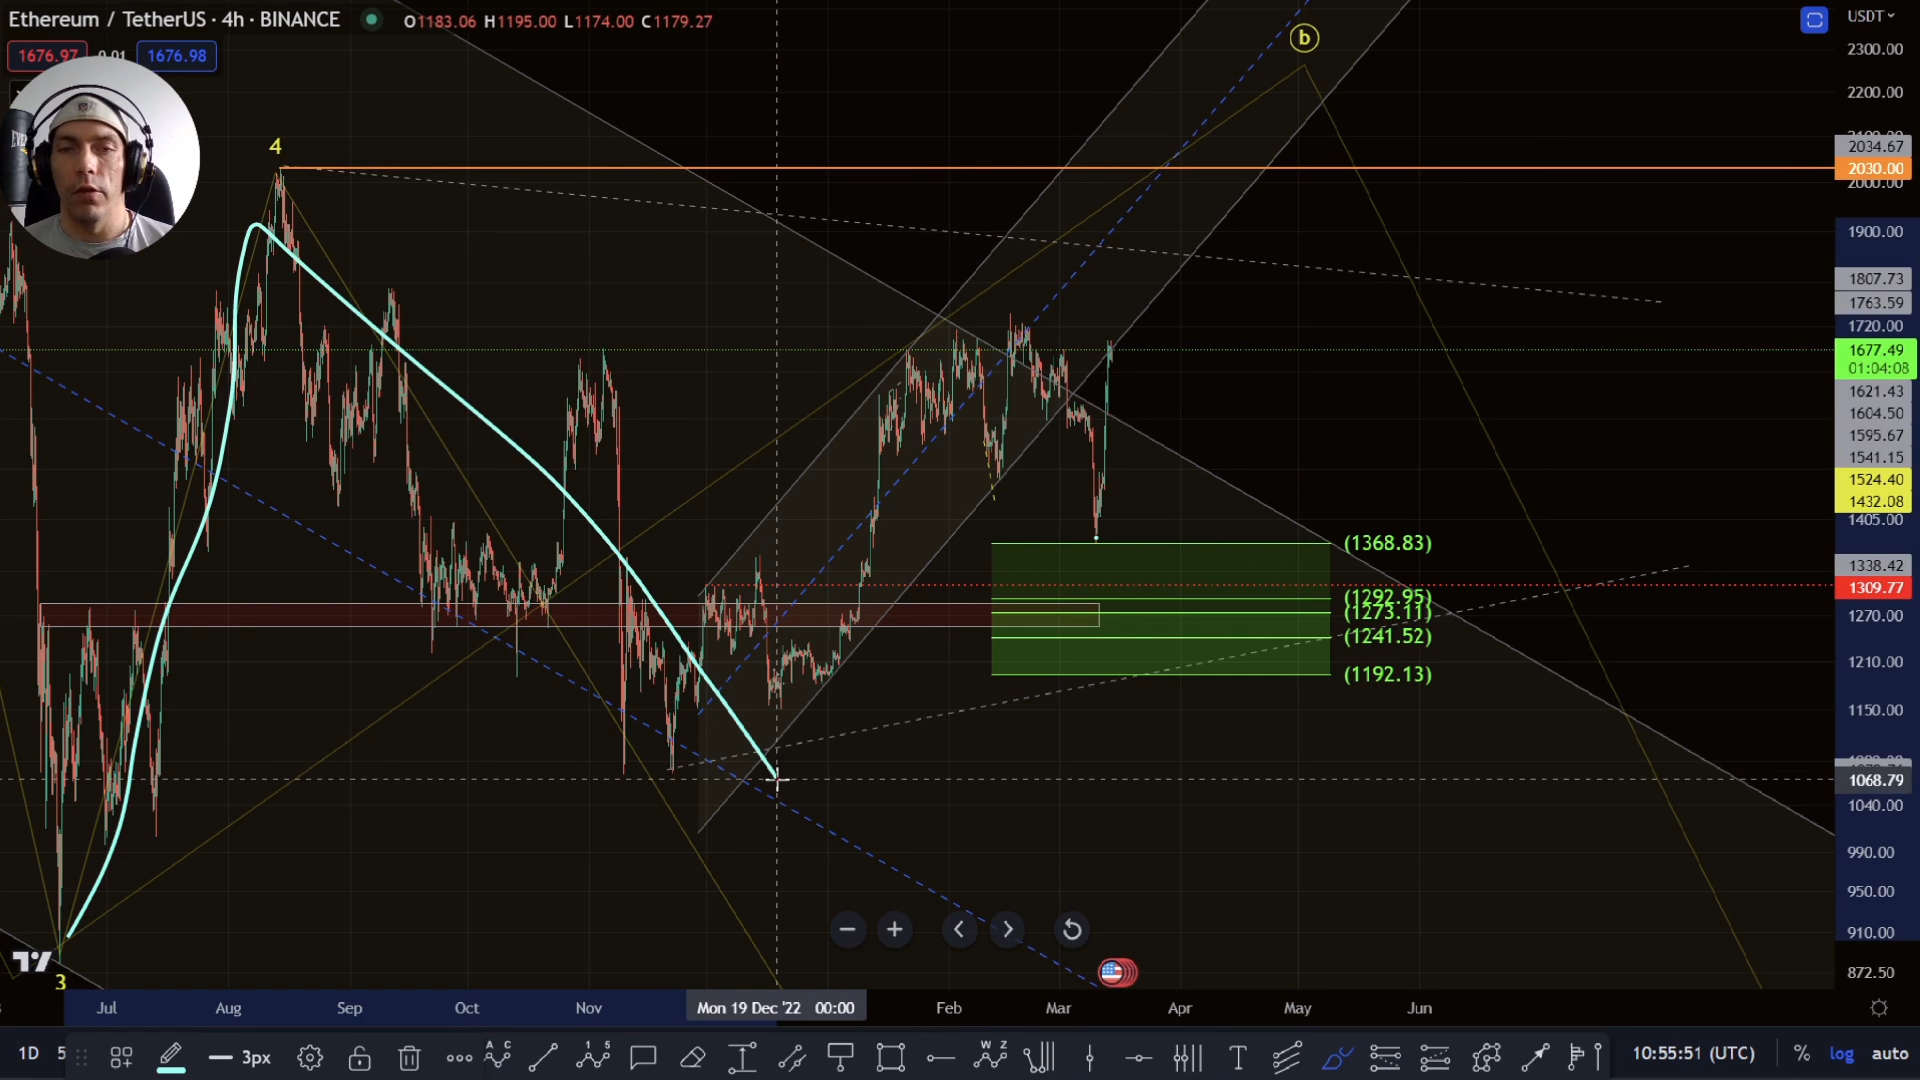 Ethereum / TetherUS · 4h · BINANCE
O1183.06 H1195.00 L1174.00 C1179.27
USDT
1676.97
0.01
1676.98
b
4
3
2300.00
2200.00
2034.67
2030.00
2000.00
1900.00
1807.73
1763.59
1720.00
1677.49
01:04:08
1621.43
1604.50
1595.67
1541.15
1524.40
1432.08
1405.00
1338.42
1309.77
1270.00
1210.00
1150.00
1068.79
1040.00
990.00
950.00
910.00
872.50
(1368.83)
(1292.95)
(1273.11)
(1241.52)
(1192.13)
Jul
Aug
Sep
Oct
Nov
Mon 19 Dec '22 00:00
Feb
Mar
Apr
May
Jun
1D
5
3px
10:55:51 (UTC)
%
log
auto